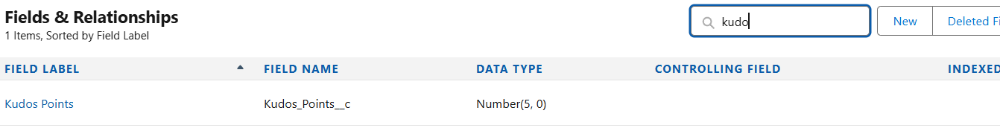 Fields & Relationships
1 Items, Sorted by Field Label
kudo
New
Deleted Fi
FIELD LABEL FIELD NAME DATA TYPE CONTROLLING FIELD INDEXED
Kudos Points Kudos_Points__c Number(5, 0)